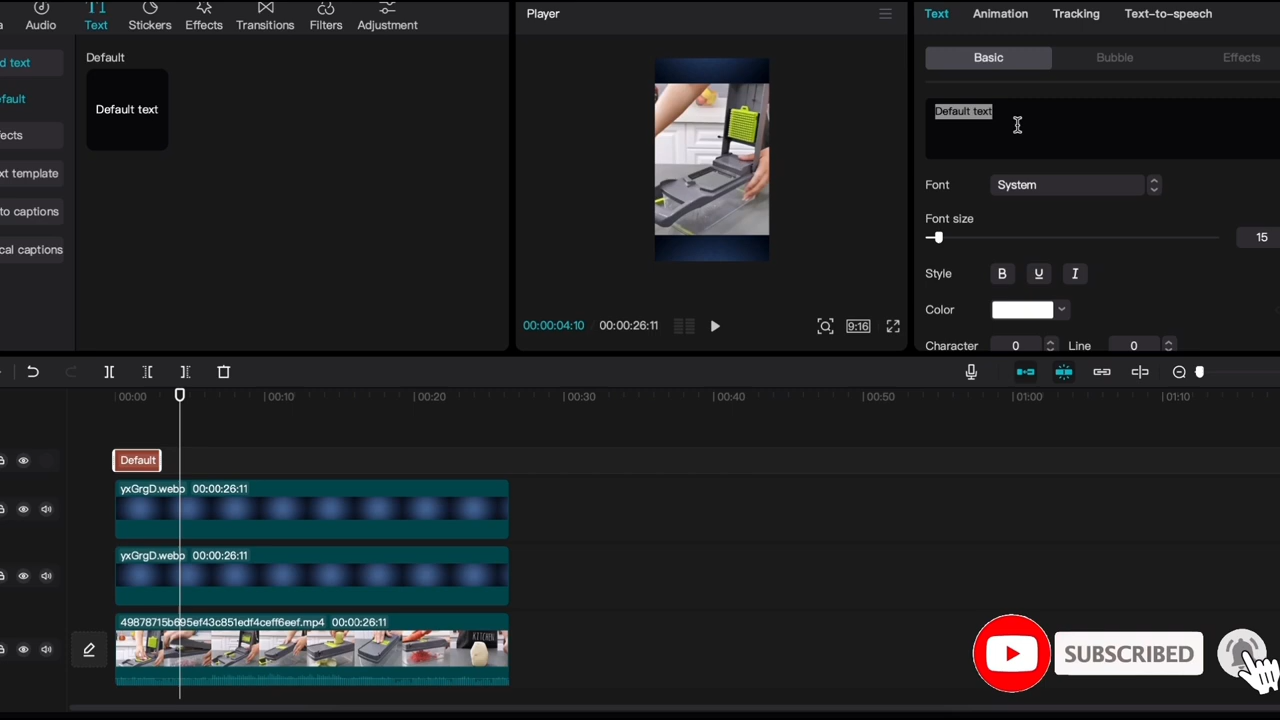 Audio
Text
Stickers
Effects
Transitions
Filters
Adjustment
d text
efault
ects
xt template
to captions
cal captions
Default
Default text
Player
00:00:04:10 00:00:26:11
9:16
Text Animation Tracking Text-to-speech
Basic Bubble Effects
Default text
Font System
Font size
15
Style B U I
Color
Character 0 Line 0
00:00 00:10 00:20 00:30 00:40 00:50 01:00 01:10
Default
yxGrgD.webp 00:00:26:11
yxGrgD.webp 00:00:26:11
49878715b695ef43c851edf4ceff6eef.mp4 00:00:26:11
KITCHEN
SUBSCRIBED